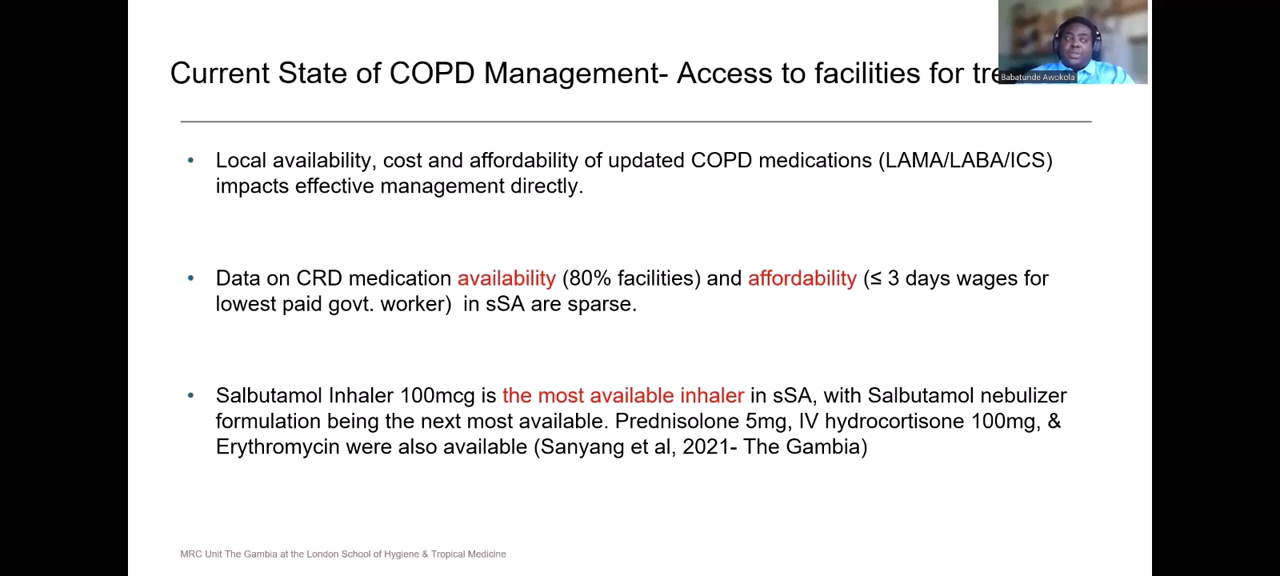 Current State of COPD Management- Access to facilities for tre
Babatunde Awokola
• Local availability, cost and affordability of updated COPD medications (LAMA/LABA/ICS)
impacts effective management directly.
• Data on CRD medication availability (80% facilities) and affordability (≤ 3 days wages for
lowest paid govt. worker)  in sSA are sparse.
• Salbutamol Inhaler 100mcg is the most available inhaler in sSA, with Salbutamol nebulizer
formulation being the next most available. Prednisolone 5mg, IV hydrocortisone 100mg, &
Erythromycin were also available (Sanyang et al, 2021- The Gambia)
MRC Unit The Gambia at the London School of Hygiene & Tropical Medicine